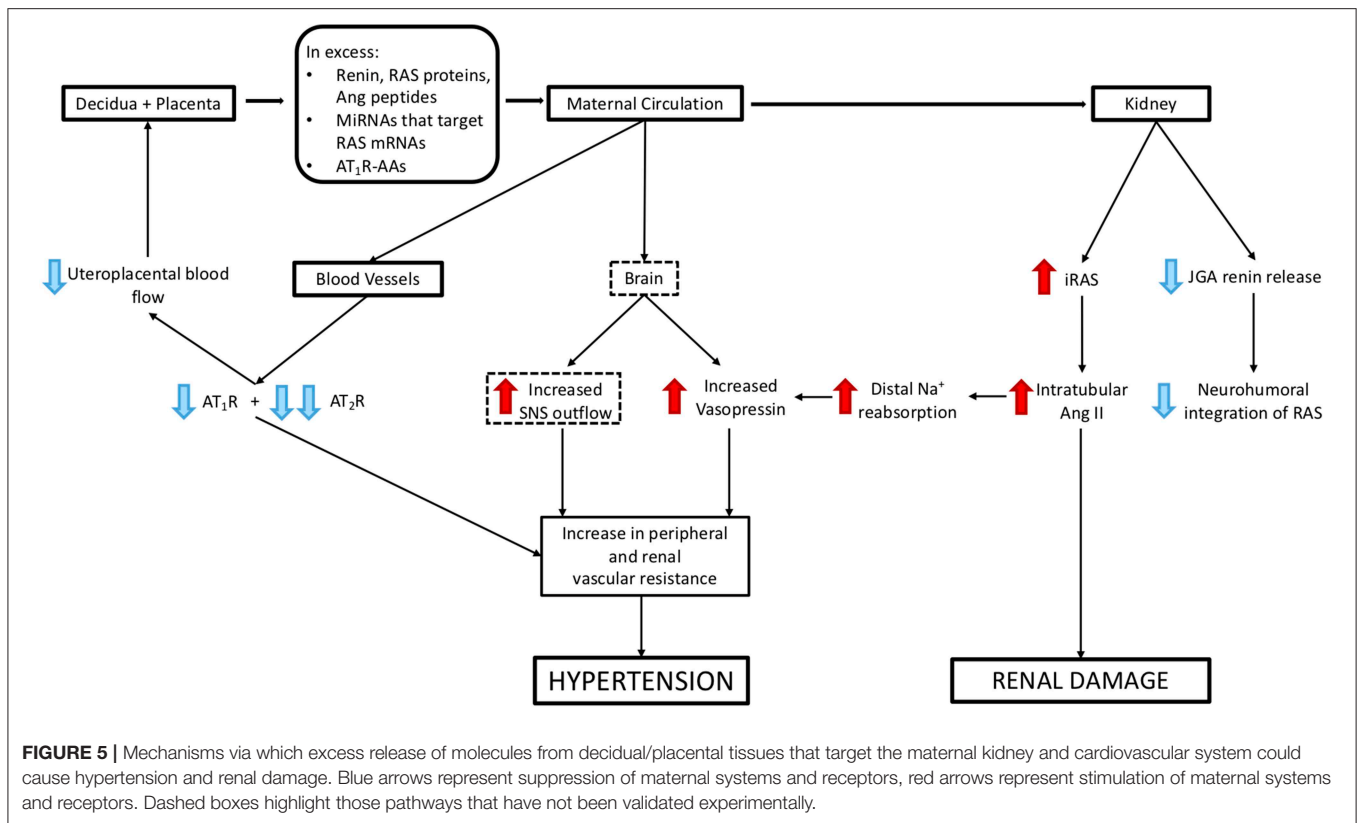 In excess:
• Renin, RAS proteins,
Ang peptides
• MiRNAs that target
RAS mRNAs
• AT₁R-AAs
Decidua + Placenta
Maternal Circulation
Kidney
Uteroplacental blood
flow
Blood Vessels
Brain
iRAS
JGA renin release
AT₁R + AT₂R
Increased
SNS outflow
Increased
Vasopressin
Distal Na⁺
reabsorption
Intratubular
Ang II
Neurohumoral
integration of RAS
Increase in peripheral
and renal
vascular resistance
HYPERTENSION
RENAL DAMAGE
FIGURE 5 | Mechanisms via which excess release of molecules from decidual/placental tissues that target the maternal kidney and cardiovascular system could
cause hypertension and renal damage. Blue arrows represent suppression of maternal systems and receptors, red arrows represent stimulation of maternal systems
and receptors. Dashed boxes highlight those pathways that have not been validated experimentally.